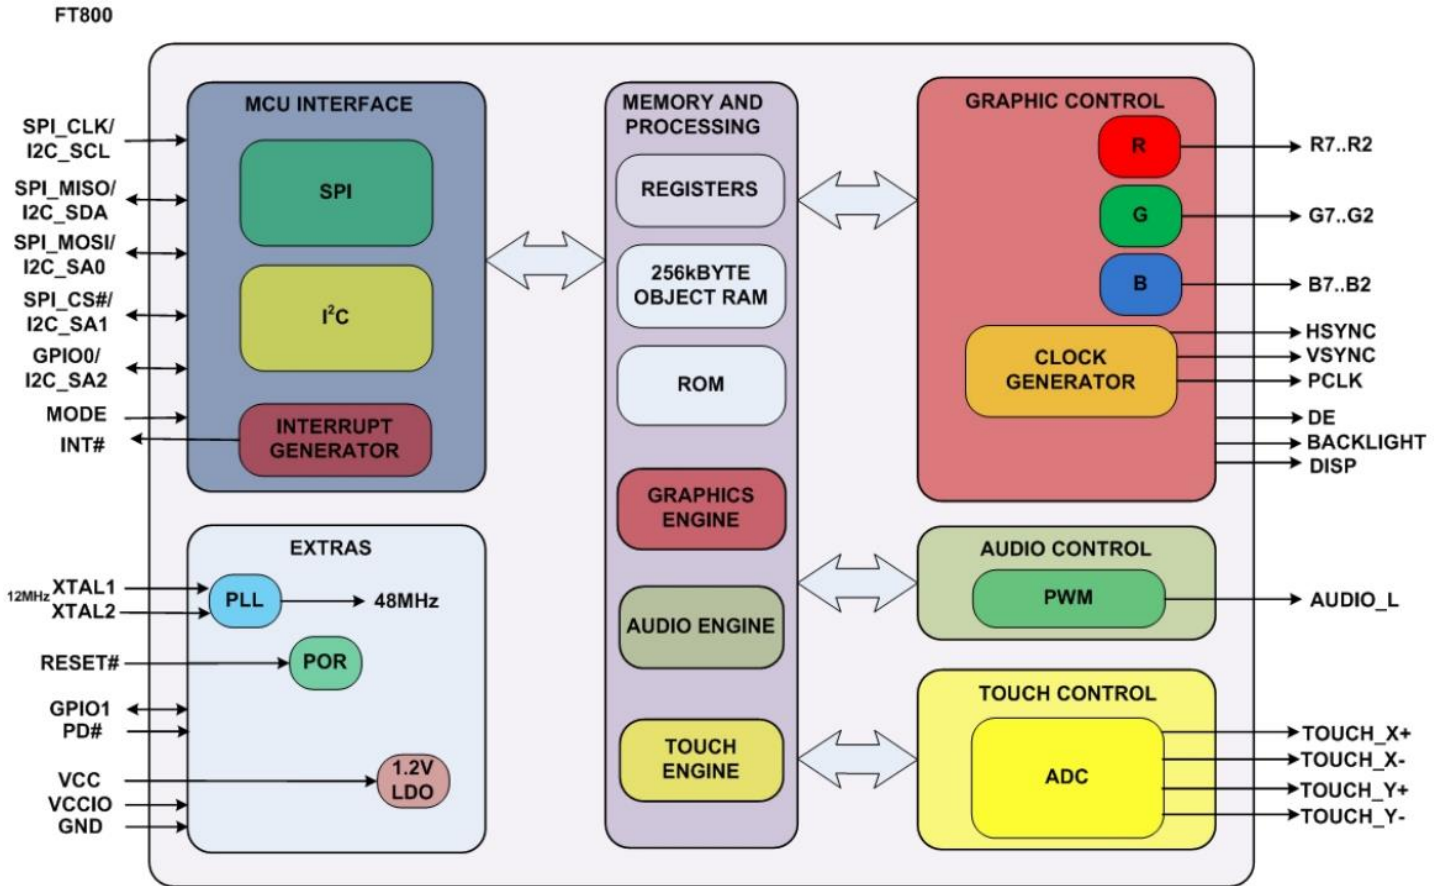 FT800
MCU INTERFACE
SPI_CLK/
I2C_SCL
SPI_MISO/
I2C_SDA
SPI_MOSI/
I2C_SA0
SPI_CS#/
I2C_SA1
GPIO0/
I2C_SA2
MODE
INT#
SPI
I²C
INTERRUPT
GENERATOR
EXTRAS
12MHz XTAL1
XTAL2
PLL
48MHz
RESET#
POR
GPIO1
PD#
VCC
VCCIO
GND
1.2V
LDO
MEMORY AND
PROCESSING
REGISTERS
256kBYTE
OBJECT RAM
ROM
GRAPHICS
ENGINE
AUDIO ENGINE
TOUCH
ENGINE
GRAPHIC CONTROL
R
R7..R2
G
G7..G2
B
B7..B2
CLOCK
GENERATOR
HSYNC
VSYNC
PCLK
DE
BACKLIGHT
DISP
AUDIO CONTROL
PWM
AUDIO_L
TOUCH CONTROL
ADC
TOUCH_X+
TOUCH_X-
TOUCH_Y+
TOUCH_Y-